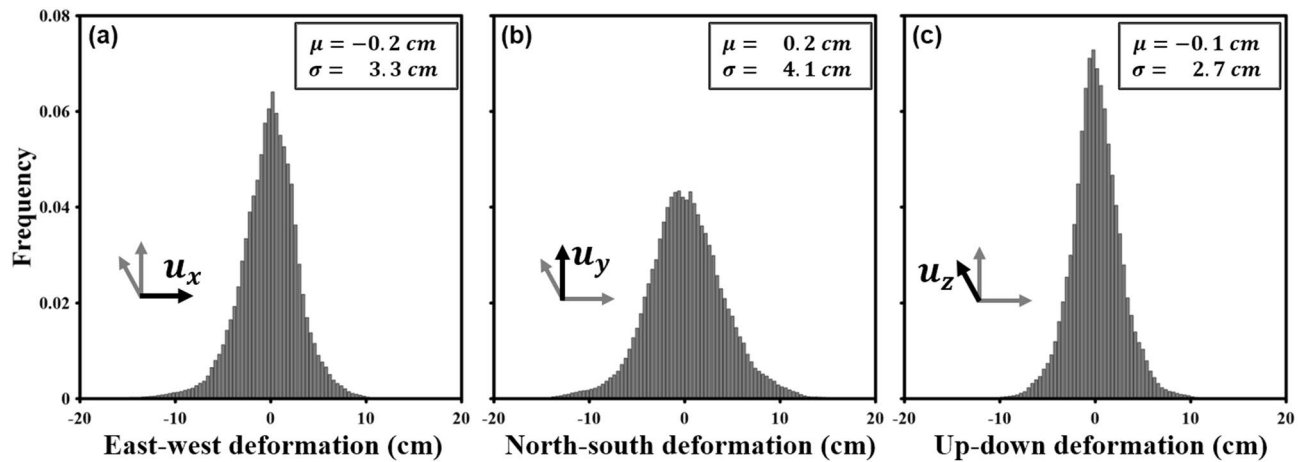 0.08
0.06
0.04
0.02
0
Frequency
(a)
μ = −0.2 cm
σ = 3.3 cm
u_x
-20 -10 0 10 20
East-west deformation (cm)
(b)
μ = 0.2 cm
σ = 4.1 cm
u_y
-10 0 10 20
North-south deformation (cm)
(c)
μ = −0.1 cm
σ = 2.7 cm
u_z
-20 -10 0 10 20
Up-down deformation (cm)